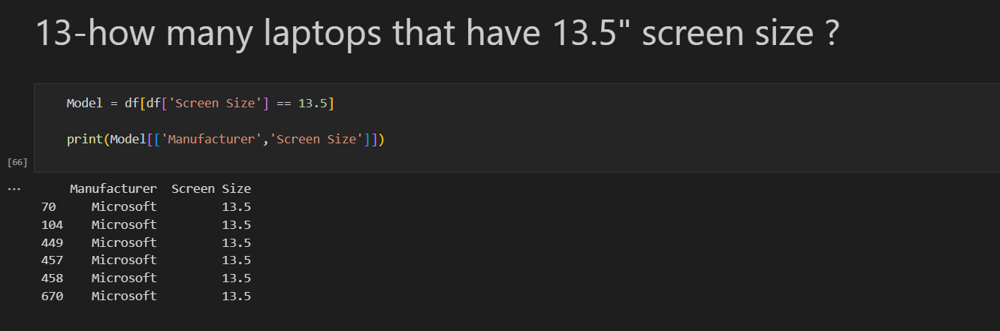 13-how many laptops that have 13.5" screen size ?
Model = df[df['Screen Size'] == 13.5]
print(Model[['Manufacturer','Screen Size']])
[66]
... Manufacturer Screen Size
70 Microsoft 13.5
104 Microsoft 13.5
449 Microsoft 13.5
457 Microsoft 13.5
458 Microsoft 13.5
670 Microsoft 13.5